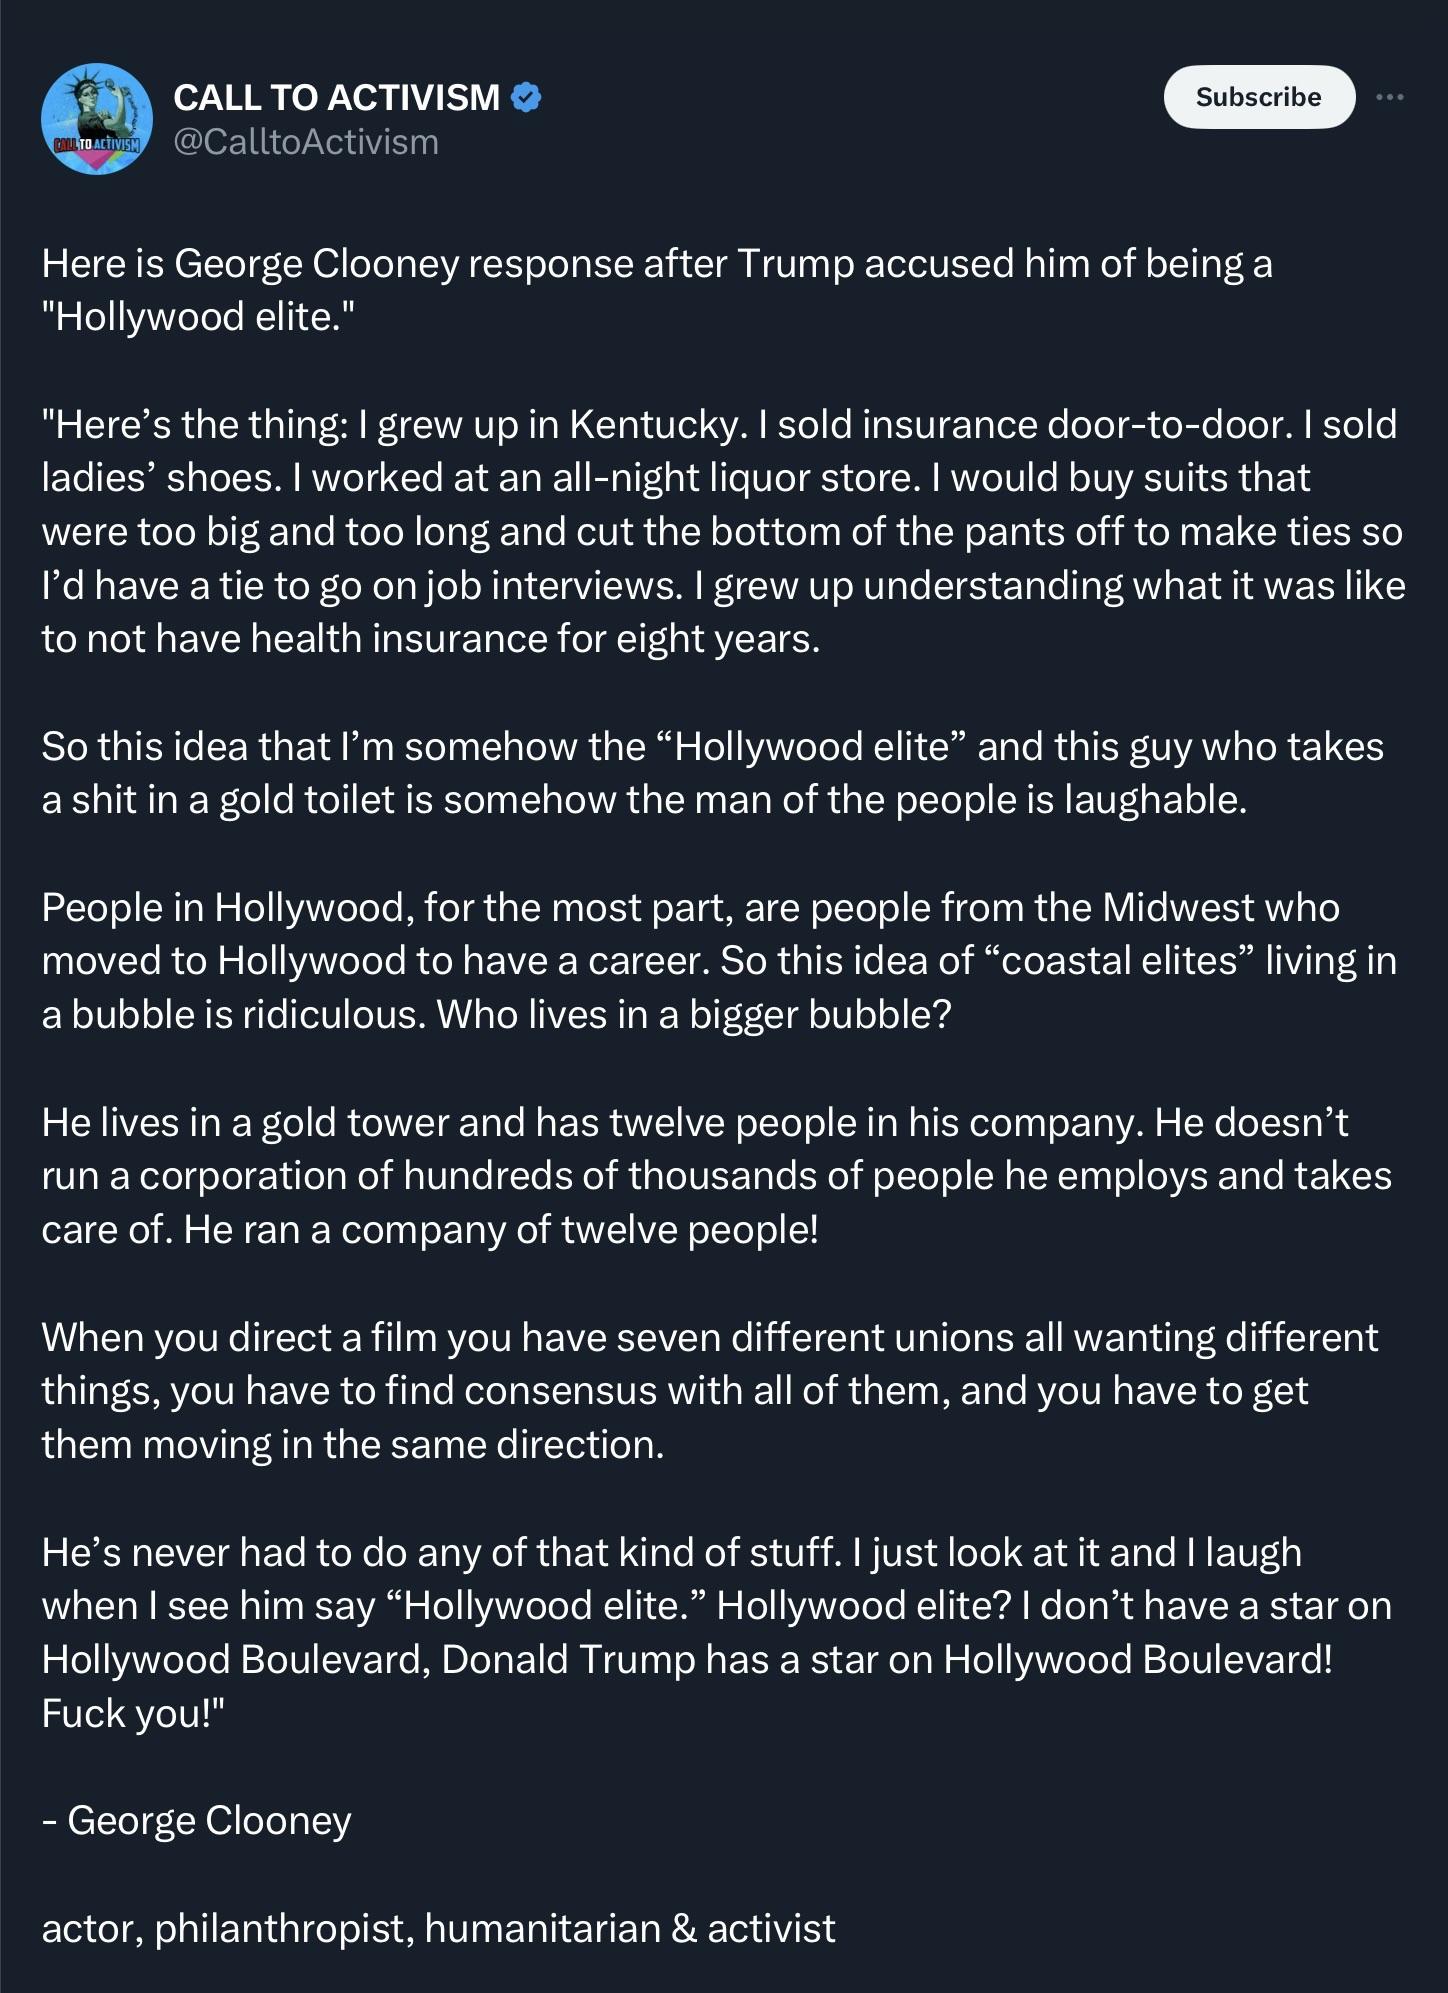 CALL TO ACTIVISM
@CalltoActivism
Subscribe
CALL TO ACTIVISM
Here is George Clooney response after Trump accused him of being a
"Hollywood elite."
"Here’s the thing: I grew up in Kentucky. I sold insurance door-to-door. I sold
ladies’ shoes. I worked at an all-night liquor store. I would buy suits that
were too big and too long and cut the bottom of the pants off to make ties so
I’d have a tie to go on job interviews. I grew up understanding what it was like
to not have health insurance for eight years.
So this idea that I’m somehow the “Hollywood elite” and this guy who takes
a shit in a gold toilet is somehow the man of the people is laughable.
People in Hollywood, for the most part, are people from the Midwest who
moved to Hollywood to have a career. So this idea of “coastal elites” living in
a bubble is ridiculous. Who lives in a bigger bubble?
He lives in a gold tower and has twelve people in his company. He doesn’t
run a corporation of hundreds of thousands of people he employs and takes
care of. He ran a company of twelve people!
When you direct a film you have seven different unions all wanting different
things, you have to find consensus with all of them, and you have to get
them moving in the same direction.
He’s never had to do any of that kind of stuff. I just look at it and I laugh
when I see him say “Hollywood elite.” Hollywood elite? I don’t have a star on
Hollywood Boulevard, Donald Trump has a star on Hollywood Boulevard!
Fuck you!"
- George Clooney
actor, philanthropist, humanitarian & activist